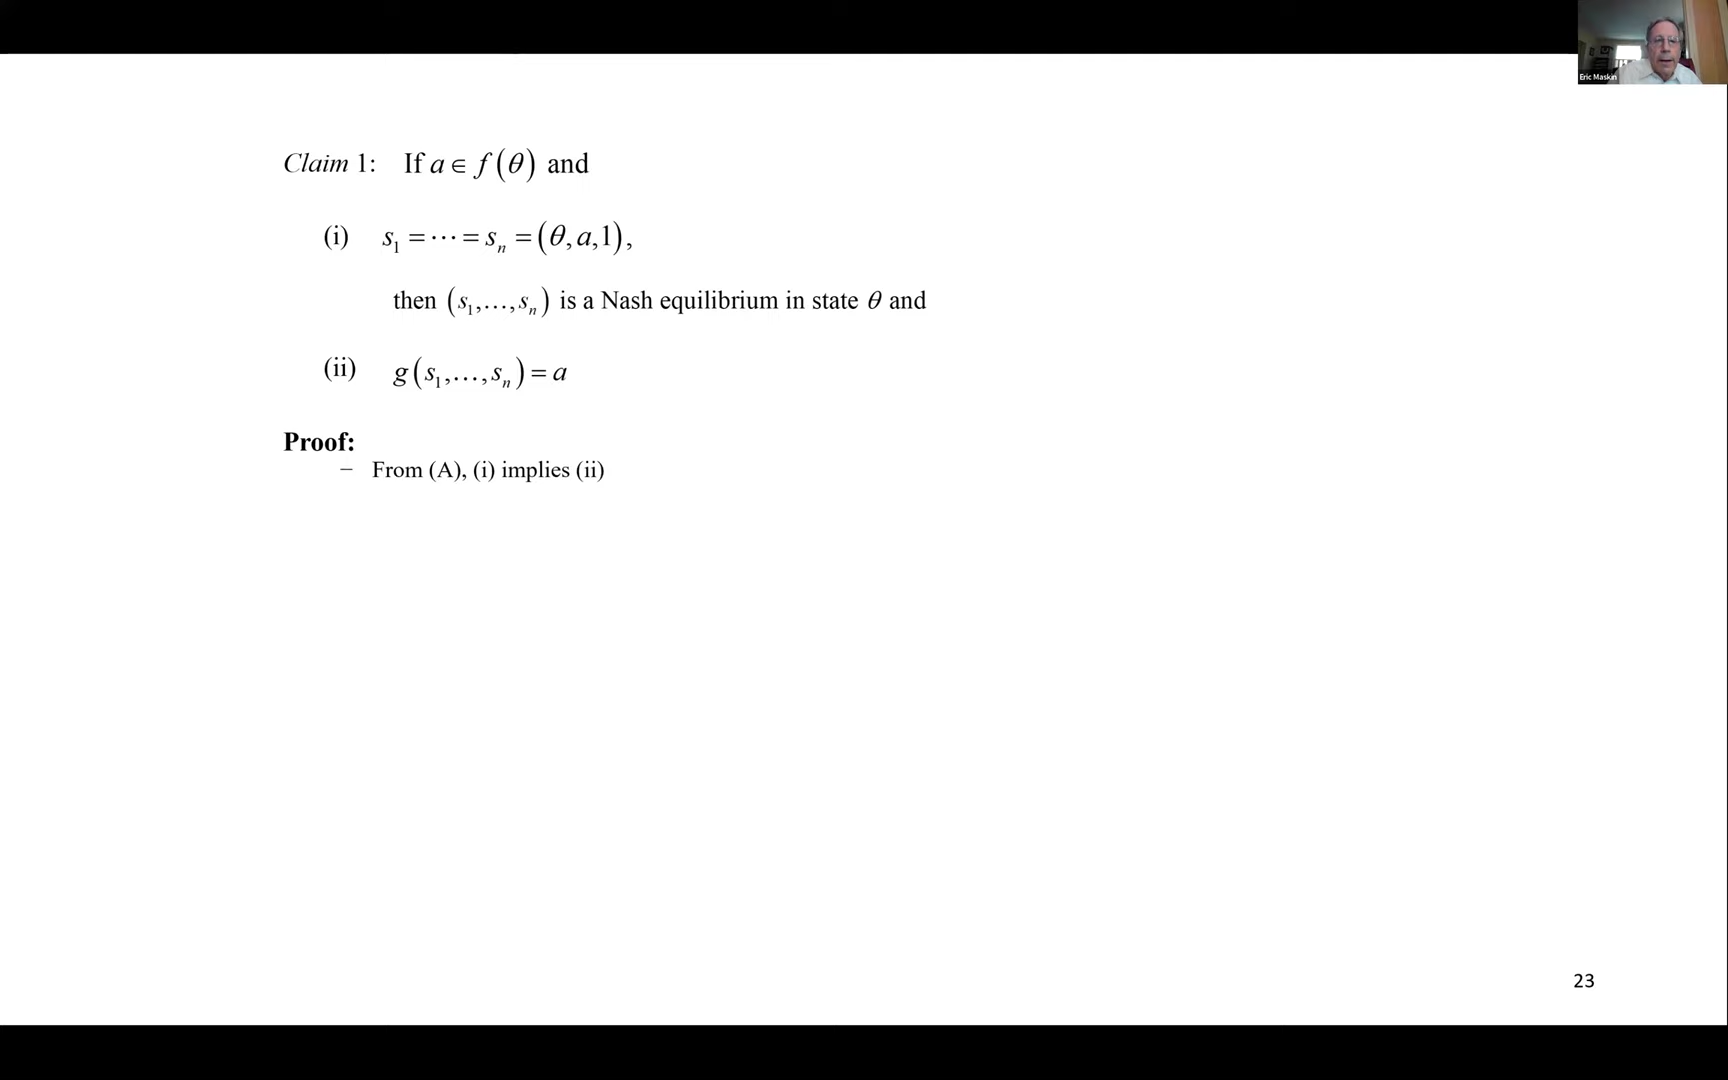 Eric Maskin
Claim 1: If a ∈ f(θ) and
(i) s₁ = ⋯ = sₙ = (θ, a, 1),
then (s₁,…,sₙ) is a Nash equilibrium in state θ and
(ii) g(s₁,…,sₙ) = a
Proof:
– From (A), (i) implies (ii)
23